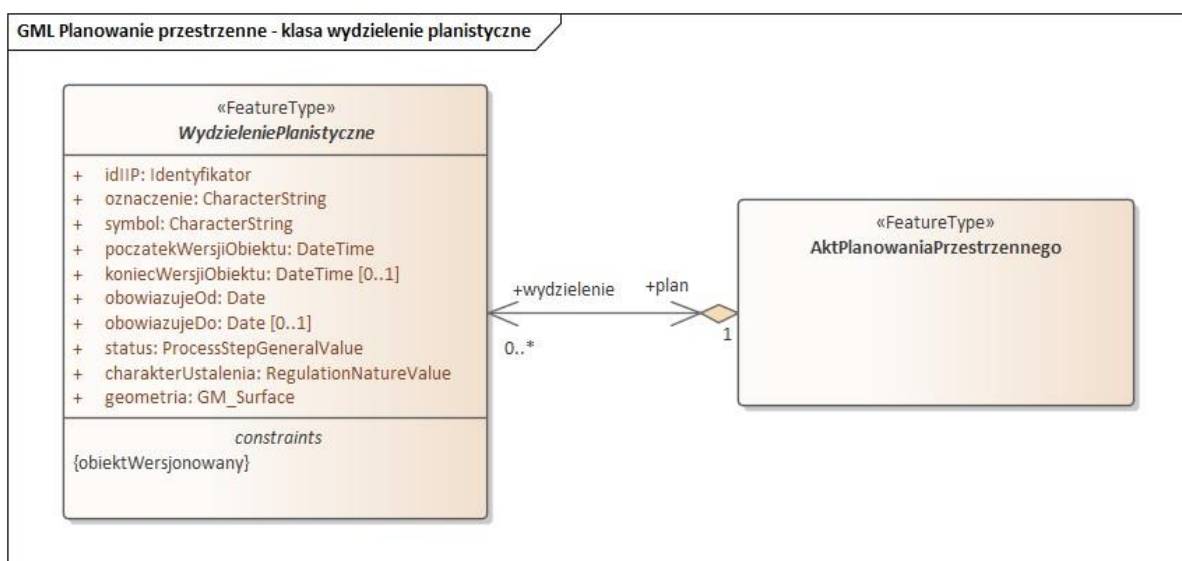 GML Planowanie przestrzenne - klasa wydzielenie planistyczne
«FeatureType»
WydzieleniePlanistyczne
+ idIIP: Identyfikator
+ oznaczenie: CharacterString
+ symbol: CharacterString
+ poczatekWersjiObiektu: DateTime
+ koniecWersjiObiektu: DateTime [0..1]
+ obowiazujeOd: Date
+ obowiazujeDo: Date [0..1]
+ status: ProcessStepGeneralValue
+ charakterUstalenia: RegulationNatureValue
+ geometria: GM_Surface
constraints
{obiektWersjonowany}
+wydzielenie
0..*
+plan
1
«FeatureType»
AktPlanowaniaPrzestrzennego